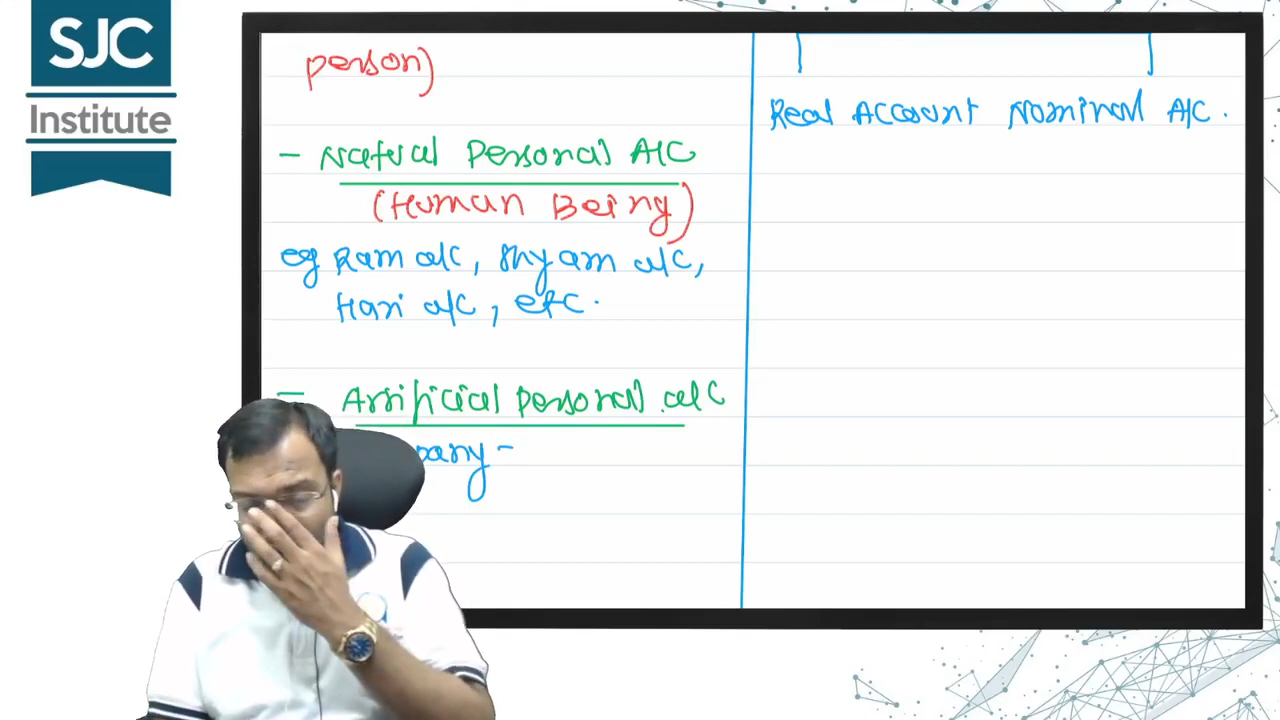 SJC
Institute
person)
- Natural Personal A/C
(Human Being)
eg Ram a/c, Shyam a/c,
Hari a/c, etc.
- Artificial Personal a/c
pany -
Real Account Nominal A/C.